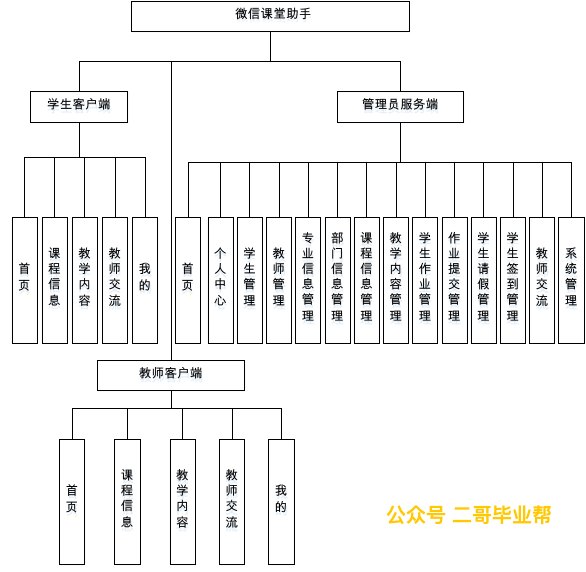 微信课堂助手
学生客户端
管理员服务端
首页
课程信息
教学内容
教师交流
我的
首页
个人中心
学生管理
教师管理
专业信息管理
部门信息管理
课程信息管理
教学内容管理
学生作业管理
作业提交管理
学生请假管理
学生签到管理
教师交流
系统管理
教师客户端
首页
课程信息
教学内容
教师交流
我的
公众号 二哥毕业帮